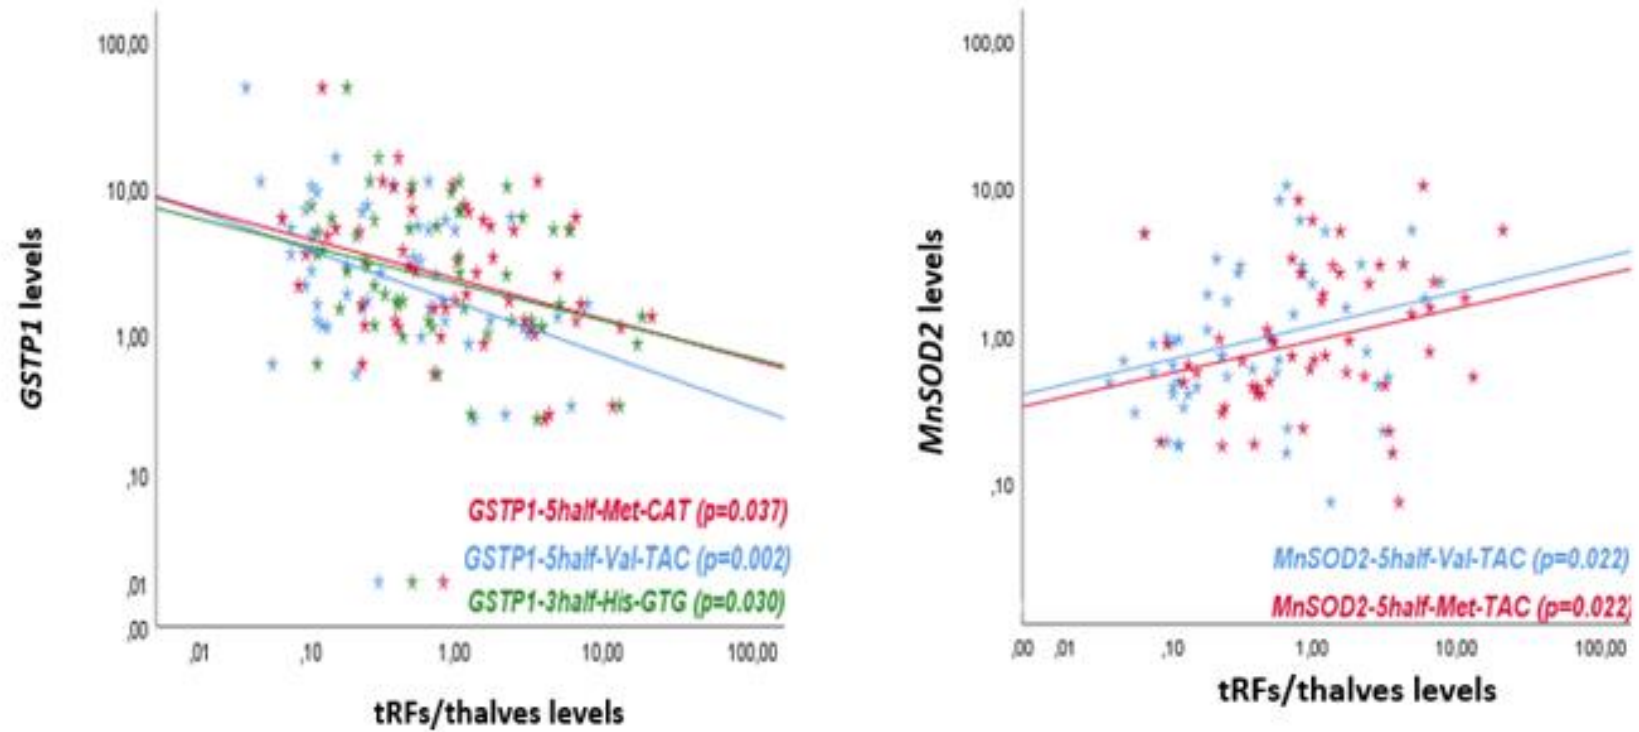 100,00
10,00
1,00
,10
,01
,00
GSTP1 levels
GSTP1-5half-Met-CAT (p=0.037)
GSTP1-5half-Val-TAC (p=0.002)
GSTP1-3half-His-GTG (p=0.030)
,01 ,10 1,00 10,00 100,00
tRFs/thalves levels
100,00
10,00
1,00
,10
MnSOD2 levels
MnSOD2-5half-Val-TAC (p=0.022)
MnSOD2-5half-Met-TAC (p=0.022)
,00 ,01 ,10 1,00 10,00 100,00
tRFs/thalves levels